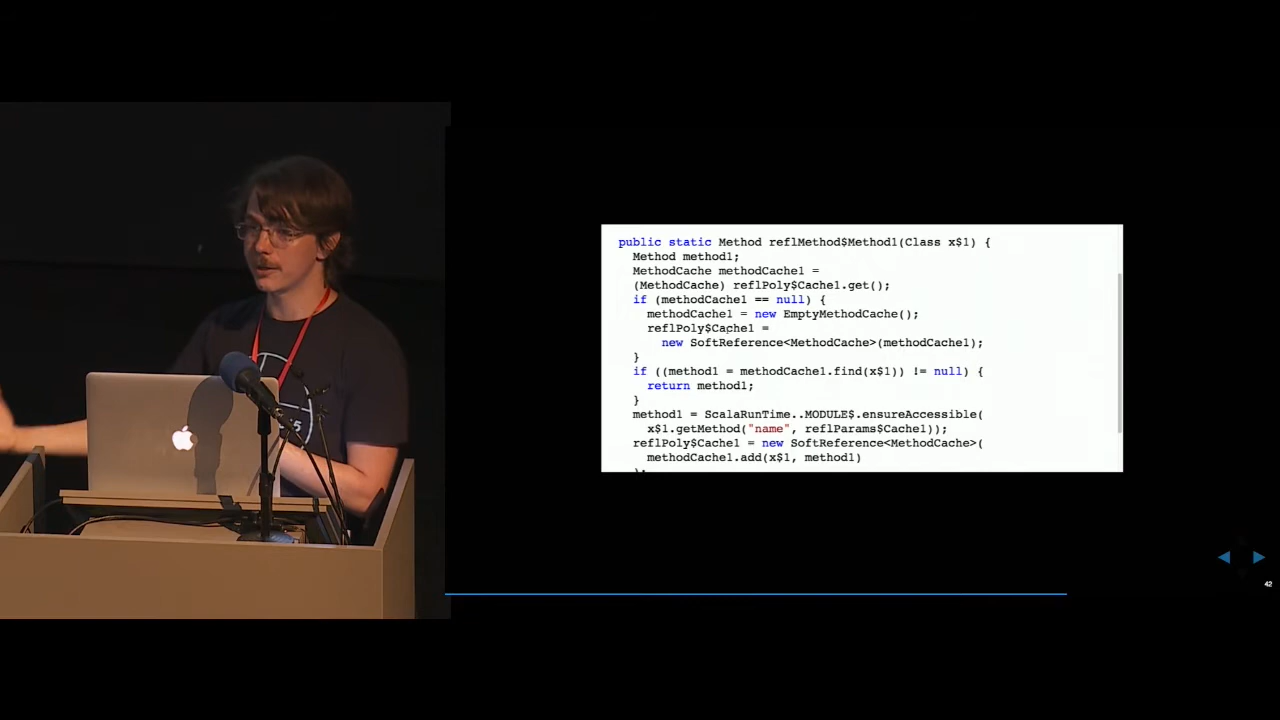 public static Method reflMethod$Method1(Class x$1) {
Method method1;
MethodCache methodCache1 =
(MethodCache) reflPoly$Cache1.get();
if (methodCache1 == null) {
methodCache1 = new EmptyMethodCache();
reflPoly$Cache1 =
new SoftReference<MethodCache>(methodCache1);
}
if ((method1 = methodCache1.find(x$1)) != null) {
return method1;
}
method1 = ScalaRunTime..MODULE$.ensureAccessible(
x$1.getMethod("name", reflParams$Cache1));
reflPoly$Cache1 = new SoftReference<MethodCache>(
methodCache1.add(x$1, method1)
42